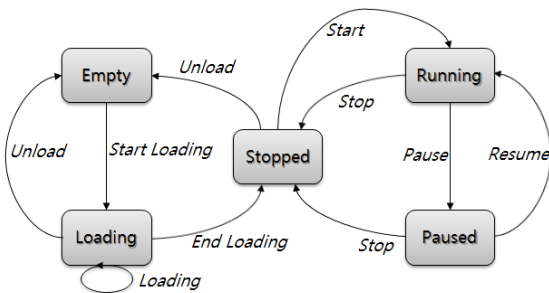 Start
Empty
Unload
Running
Stop
Unload
Start Loading
Stopped
Pause
Resume
Loading
End Loading
Stop
Paused
Loading